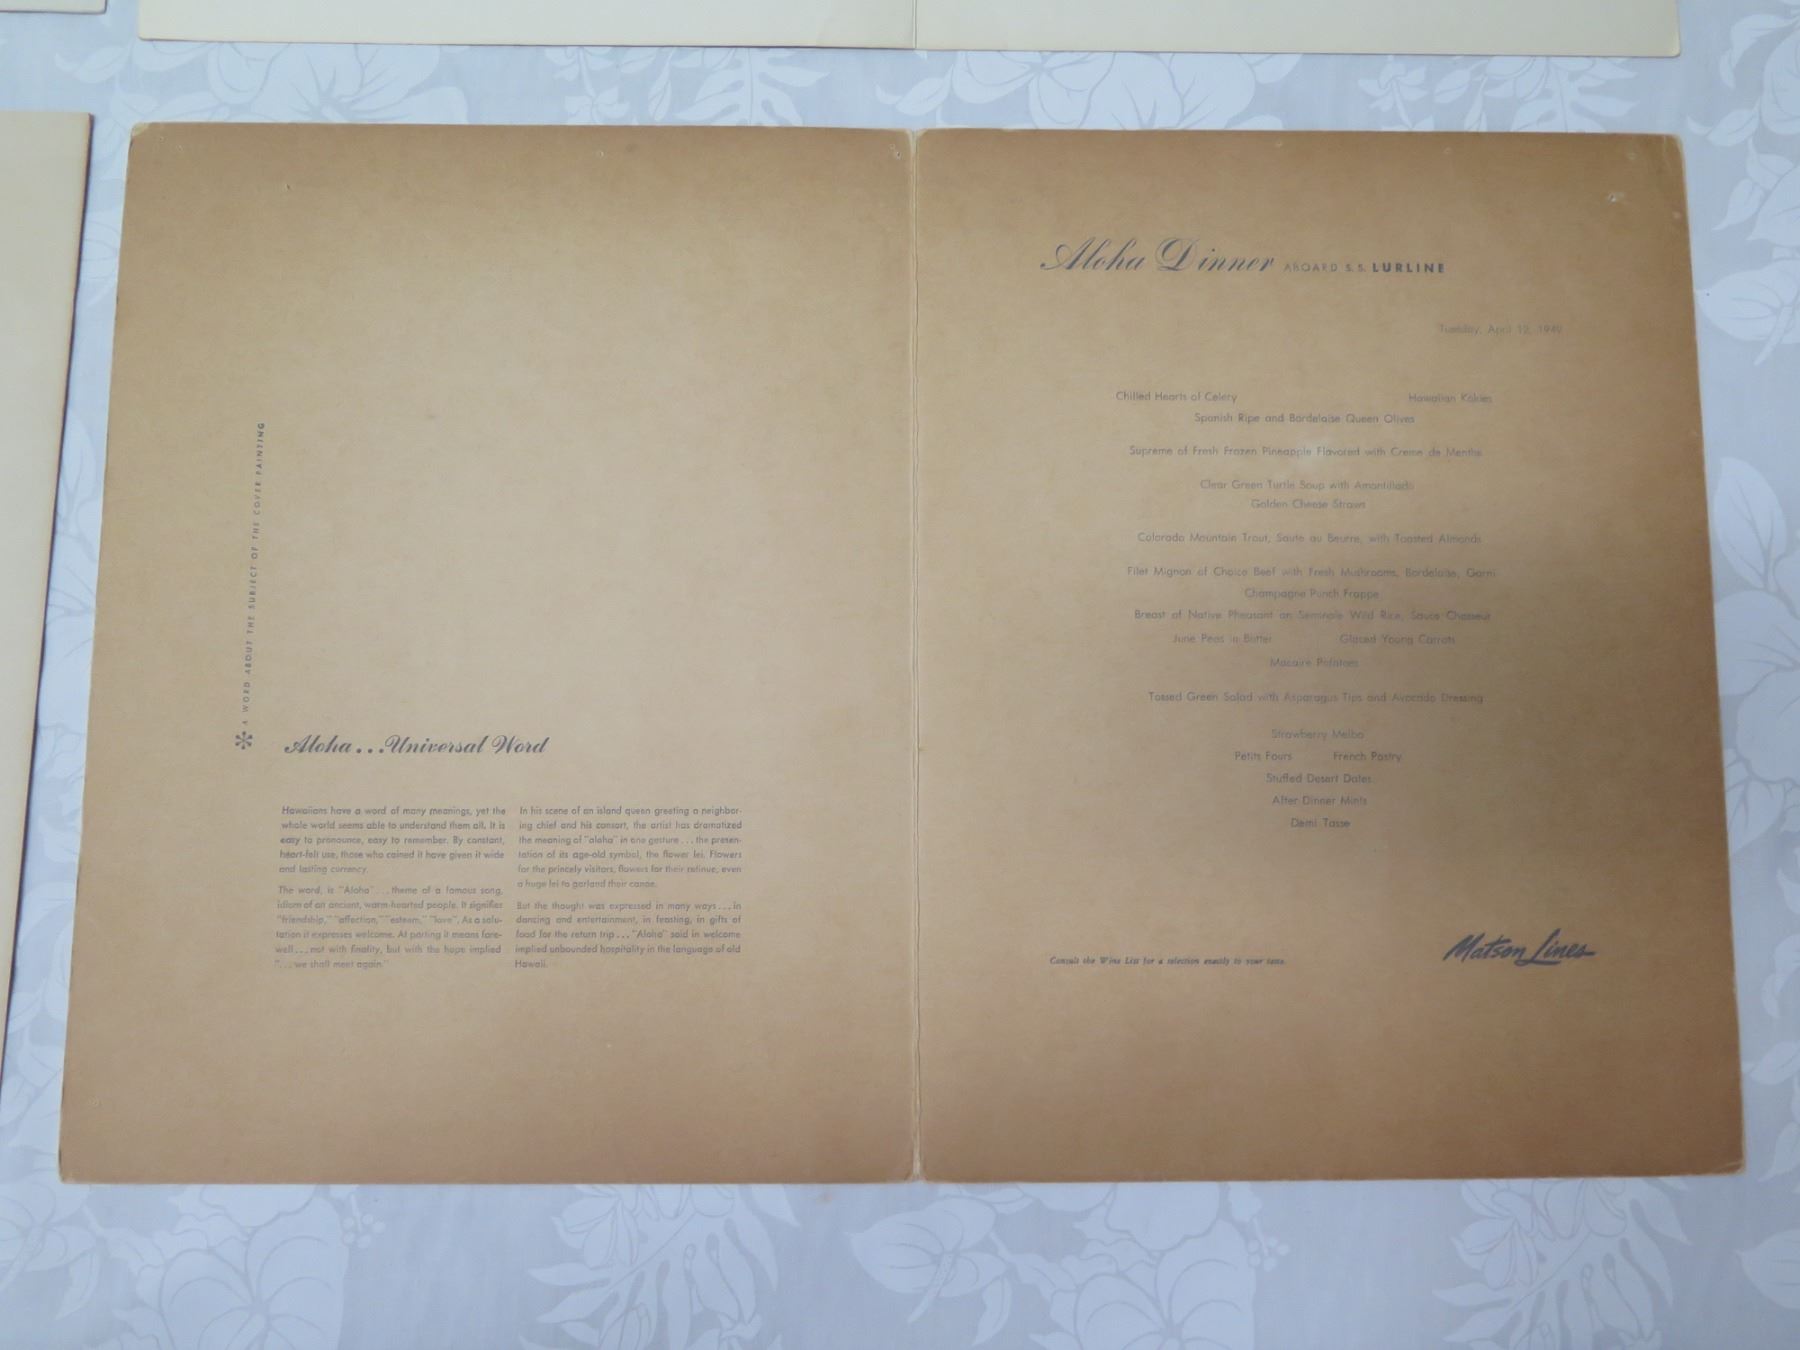 * A WORD ABOUT THE SUBJECT OF THE COVER PAINTING
Aloha...Universal Word
Hawaiians have a word of many meanings, yet the
whole world seems able to understand them all. It is
easy to pronounce, easy to remember. By constant,
heart-felt use, those who coined it have given it wide
and lasting currency.
The word, is "Aloha"...theme of a famous song,
idiom of an ancient, warm-hearted people. It signifies
"friendship," "affection," "esteem," "love". As a salu-
tation it expresses welcome. At parting it means fare-
well...not with finality, but with the hope implied
"...we shall meet again."
In his scene of an island queen greeting a neighbor-
ing chief and his consort, the artist has dramatized
the meaning of "aloha" in one gesture...the presen-
tation of its age-old symbol, the flower lei. Flowers
for the princely visitors, flowers for their retinue, even
a huge lei to garland their canoe.
But the thought was expressed in many ways...in
dancing and entertainment, in feasting, in gifts of
food for the return trip..."Aloha" said in welcome
implied unbounded hospitality in the language of old
Hawaii.
Aloha Dinner ABOARD S.S. LURLINE
Tuesday, April 12, 1949
Chilled Hearts of Celery Hawaiian Kakies
Spanish Ripe and Bordelaise Queen Olives
Supreme of Fresh Frozen Pineapple Flavored with Creme de Menthe
Clear Green Turtle Soup with Amontillado
Golden Cheese Straws
Colorado Mountain Trout, Saute au Beurre, with Toasted Almonds
Filet Mignon of Choice Beef with Fresh Mushrooms, Bordelaise, Garni
Champagne Punch Frappe
Breast of Native Pheasant on Seminole Wild Rice, Sauce Chasseur
June Peas in Butter Glaced Young Carrots
Macaire Potatoes
Tossed Green Salad with Asparagus Tips and Avocado Dressing
Strawberry Melba
Petits Fours French Pastry
Stuffed Desert Dates
After Dinner Mints
Demi Tasse
Consult the Wine List for a selection exactly to your taste.
Matson Lines